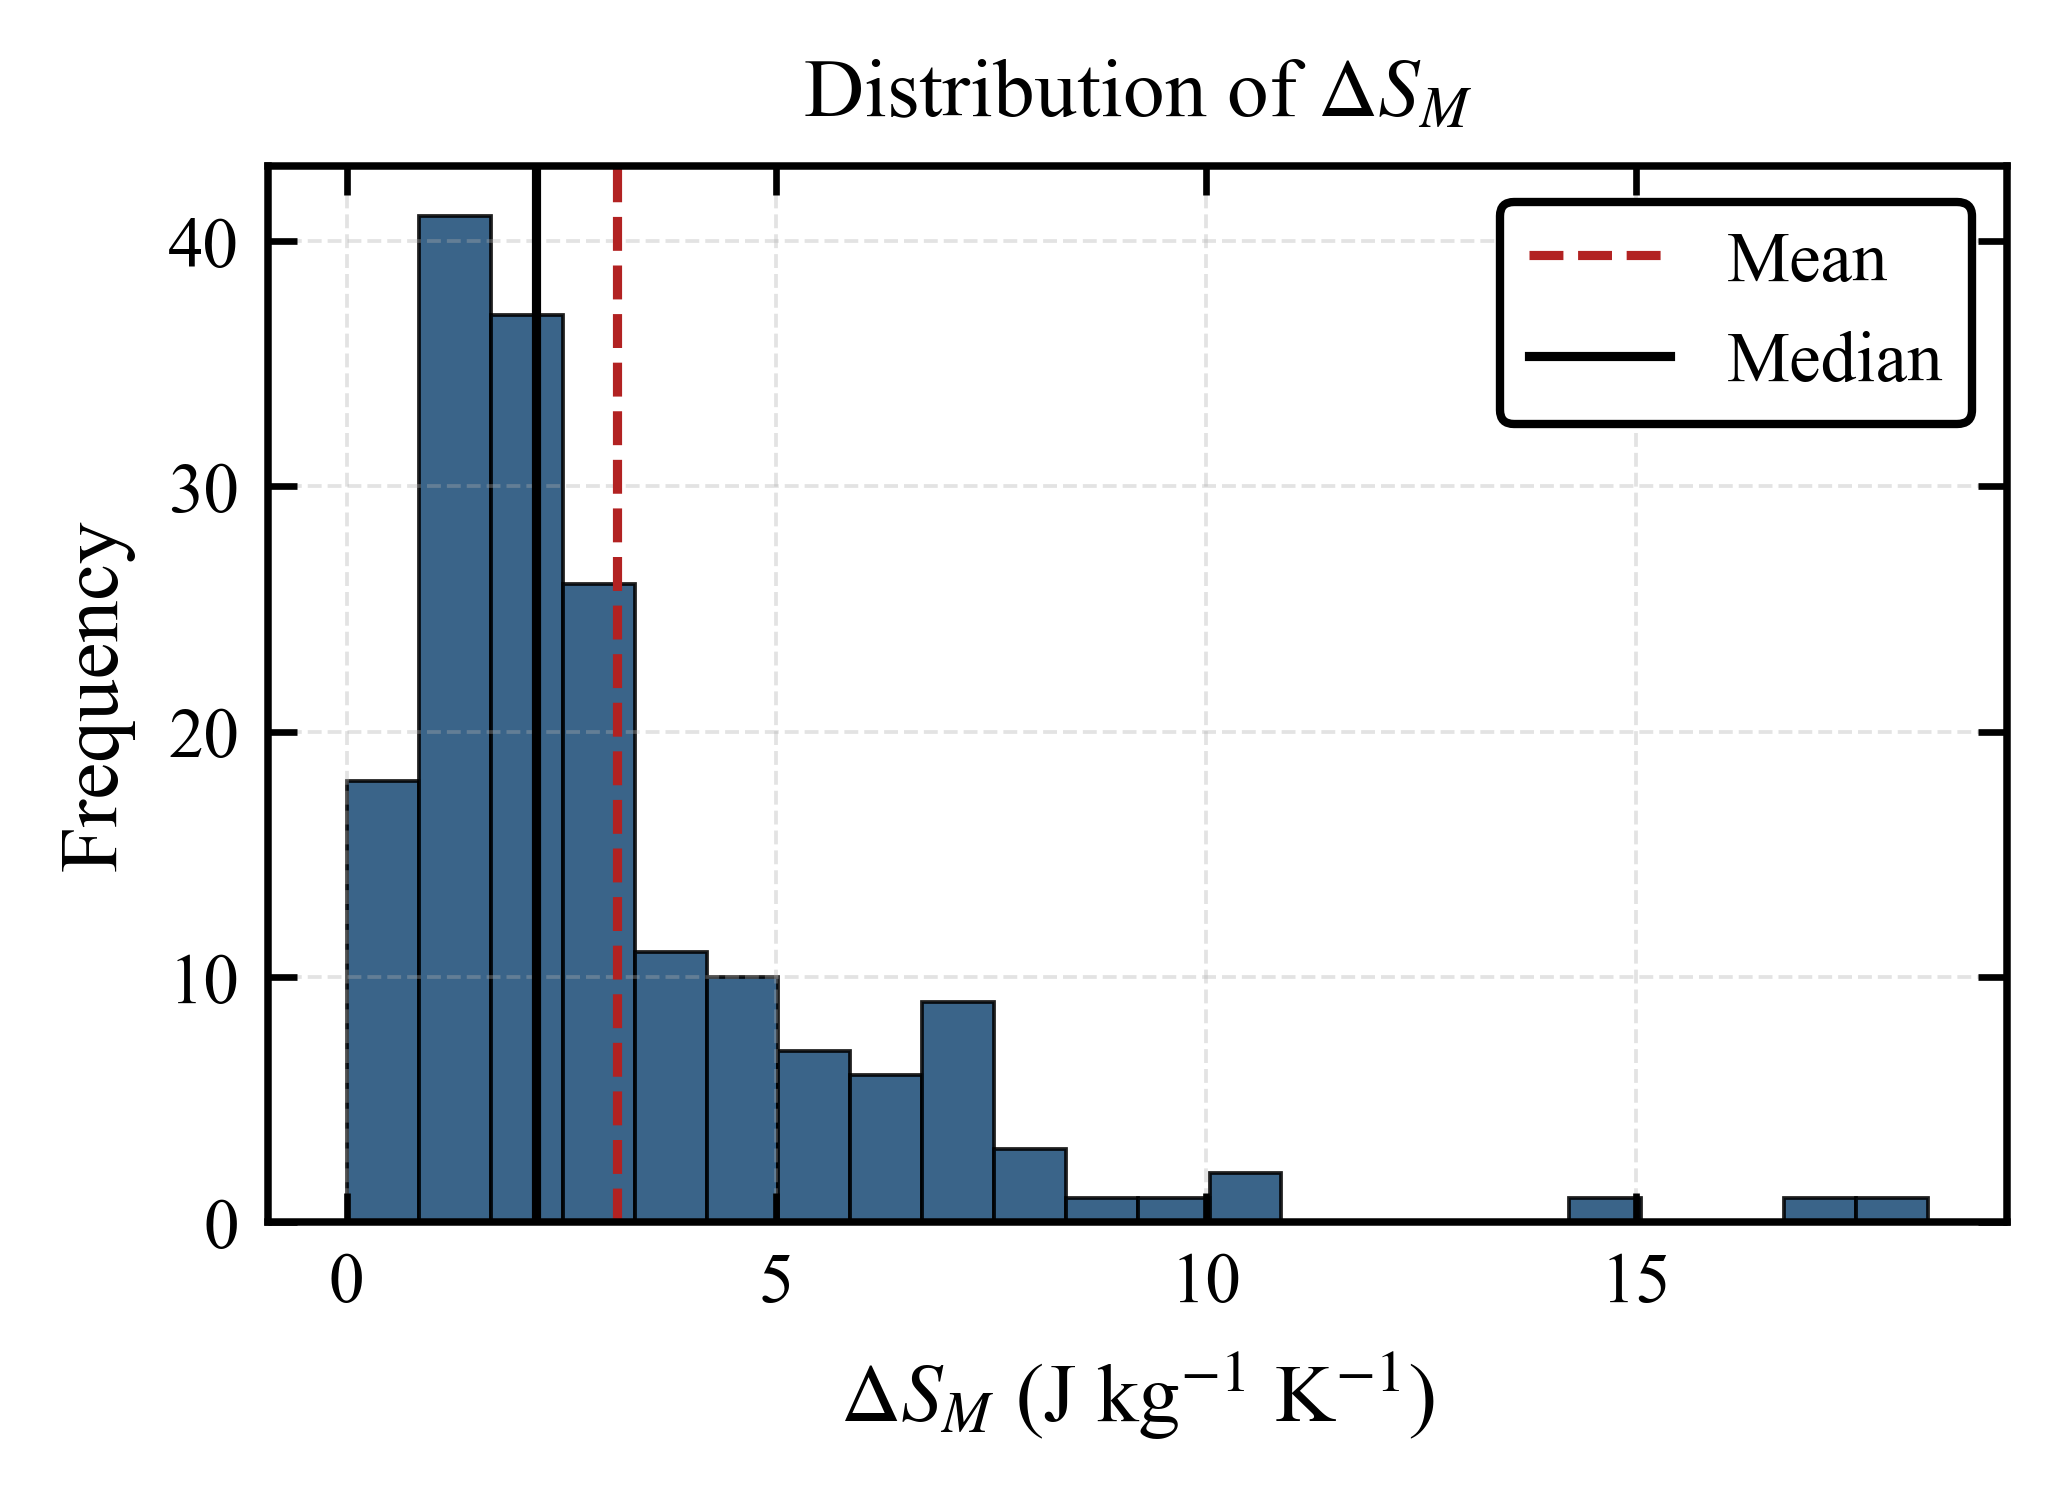 Distribution of Δ𝑆_𝑀
Mean
Median
40
30
20
10
0
Frequency
0 5 10 15
Δ𝑆_𝑀 (J kg⁻¹ K⁻¹)